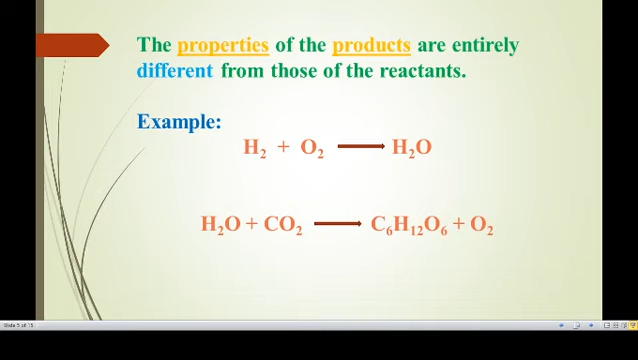 The properties of the products are entirely
different from those of the reactants.
Example:
H₂ + O₂ ⟶ H₂O
H₂O + CO₂ ⟶ C₆H₁₂O₆ + O₂
Slide 5 of 15